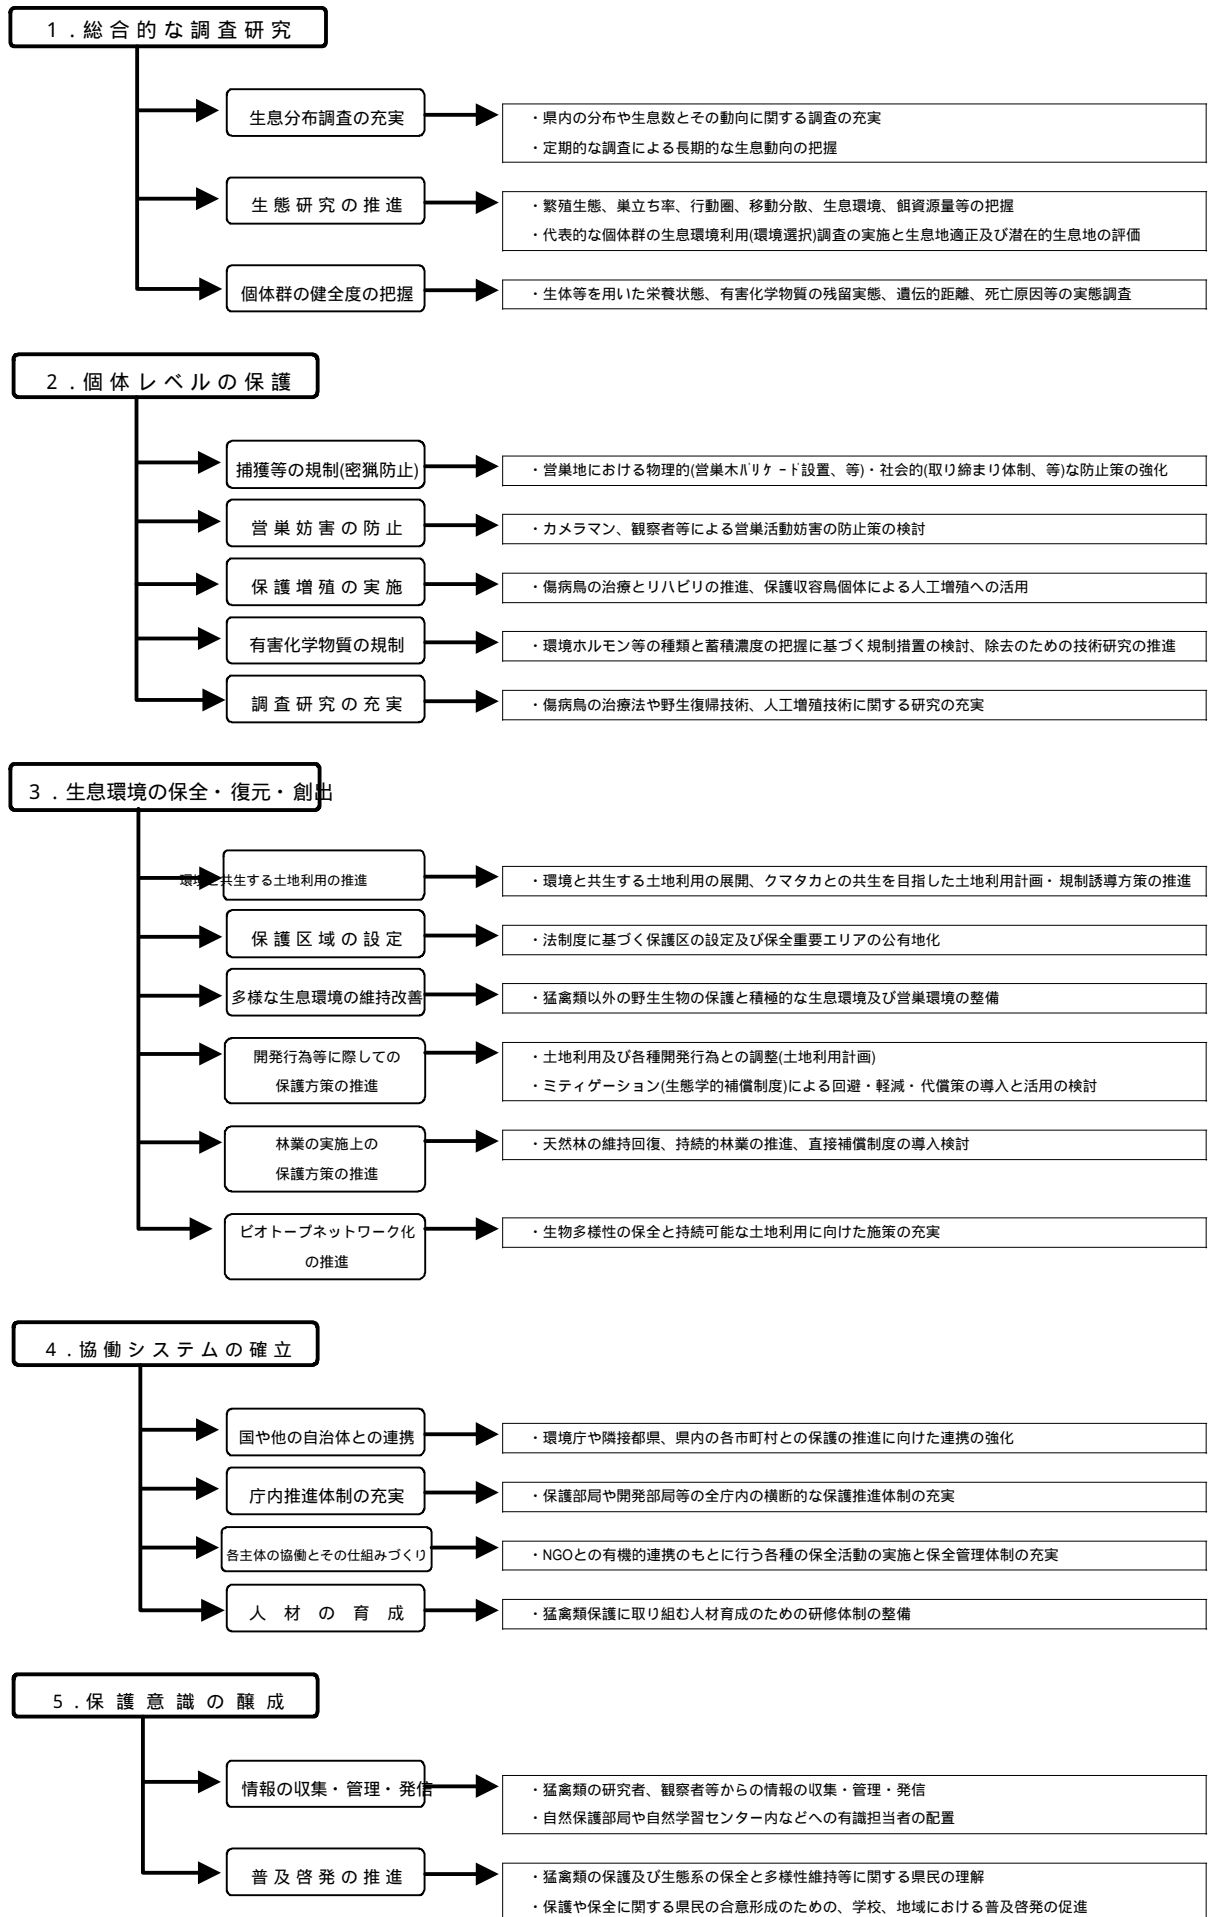 １．総合的な調査研究
生息分布調査の充実
・県内の分布や生息数とその動向に関する調査の充実
・定期的な調査による長期的な生息動向の把握
生態研究の推進
・繁殖生態、巣立ち率、行動圏、移動分散、生息環境、餌資源量等の把握
・代表的な個体群の生息環境利用(環境選択)調査の実施と生息地適正及び潜在的生息地の評価
個体群の健全度の把握
・生体等を用いた栄養状態、有害化学物質の残留実態、遺伝的距離、死亡原因等の実態調査
２．個体レベルの保護
捕獲等の規制(密猟防止)
・営巣地における物理的(営巣木ﾊﾞﾘｹｰﾄﾞ設置、等)・社会的(取り締まり体制、等)な防止策の強化
営巣妨害の防止
・カメラマン、観察者等による営巣活動妨害の防止策の検討
保護増殖の実施
・傷病鳥の治療とリハビリの推進、保護収容鳥個体による人工増殖への活用
有害化学物質の規制
・環境ホルモン等の種類と蓄積濃度の把握に基づく規制措置の検討、除去のための技術研究の推進
調査研究の充実
・傷病鳥の治療法や野生復帰技術、人工増殖技術に関する研究の充実
３．生息環境の保全・復元・創出
環境と共生する土地利用の推進
・環境と共生する土地利用の展開、クマタカとの共生を目指した土地利用計画・規制誘導方策の推進
保護区域の設定
・法制度に基づく保護区の設定及び保全重要エリアの公有地化
多様な生息環境の維持改善
・猛禽類以外の野生生物の保護と積極的な生息環境及び営巣環境の整備
開発行為等に際しての
保護方策の推進
・土地利用及び各種開発行為との調整(土地利用計画)
・ミティゲーション(生態学的補償制度)による回避・軽減・代償策の導入と活用の検討
林業の実施上の
保護方策の推進
・天然林の維持回復、持続的林業の推進、直接補償制度の導入検討
ビオトープネットワーク化
の推進
・生物多様性の保全と持続可能な土地利用に向けた施策の充実
４．協働システムの確立
国や他の自治体との連携
・環境庁や隣接都県、県内の各市町村との保護の推進に向けた連携の強化
庁内推進体制の充実
・保護部局や開発部局等の全庁内の横断的な保護推進体制の充実
各主体の協働とその仕組みづくり
・NGOとの有機的連携のもとに行う各種の保全活動の実施と保全管理体制の充実
人材の育成
・猛禽類保護に取り組む人材育成のための研修体制の整備
５．保護意識の醸成
情報の収集・管理・発信
・猛禽類の研究者、観察者等からの情報の収集・管理・発信
・自然保護部局や自然学習センター内などへの有識担当者の配置
普及啓発の推進
・猛禽類の保護及び生態系の保全と多様性維持等に関する県民の理解
・保護や保全に関する県民の合意形成のための、学校、地域における普及啓発の促進